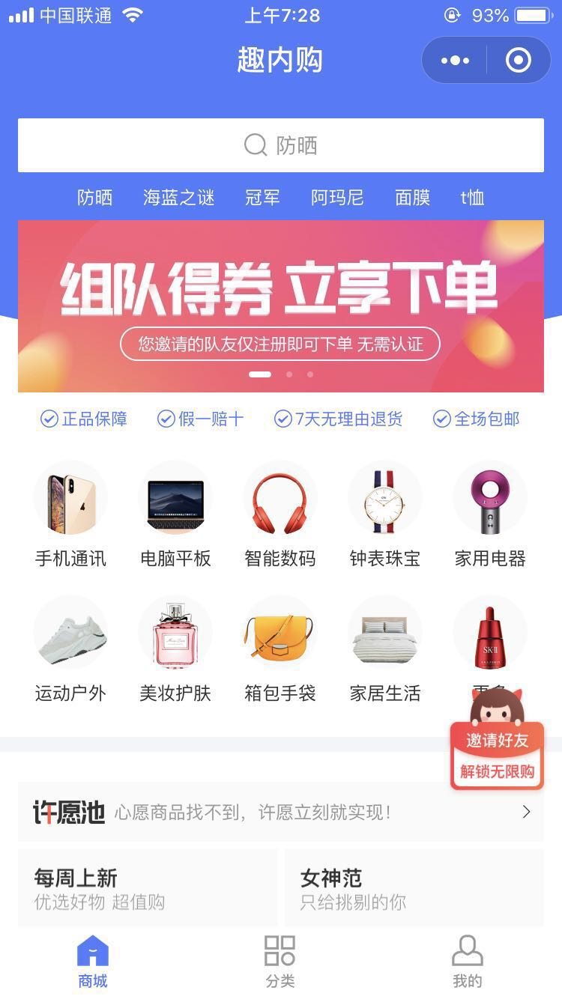 中国联通
上午7:28
93%
趣内购
防晒
防晒 海蓝之谜 冠军 阿玛尼 面膜 t恤
组队得券 立享下单
您邀请的队友仅注册即可下单 无需认证
正品保障 假一赔十 7天无理由退货 全场包邮
手机通讯 电脑平板 智能数码 钟表珠宝 家用电器
SK-II
运动户外 美妆护肤 箱包手袋 家居生活
邀请好友
解锁无限购
许愿池 心愿商品找不到，许愿立刻就实现！
每周上新
优选好物 超值购
女神范
只给挑剔的你
商城 分类 我的